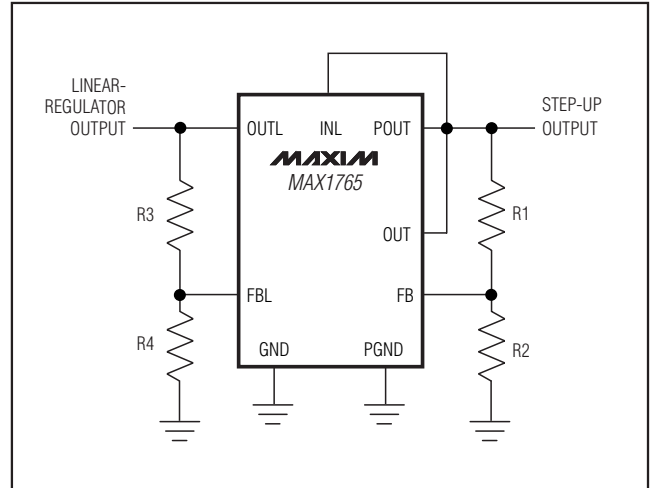 LINEAR-
REGULATOR
OUTPUT
OUTL
INL
POUT
STEP-UP
OUTPUT
MAXIM
MAX1765
R3
R1
OUT
FBL
FB
R4
R2
GND
PGND